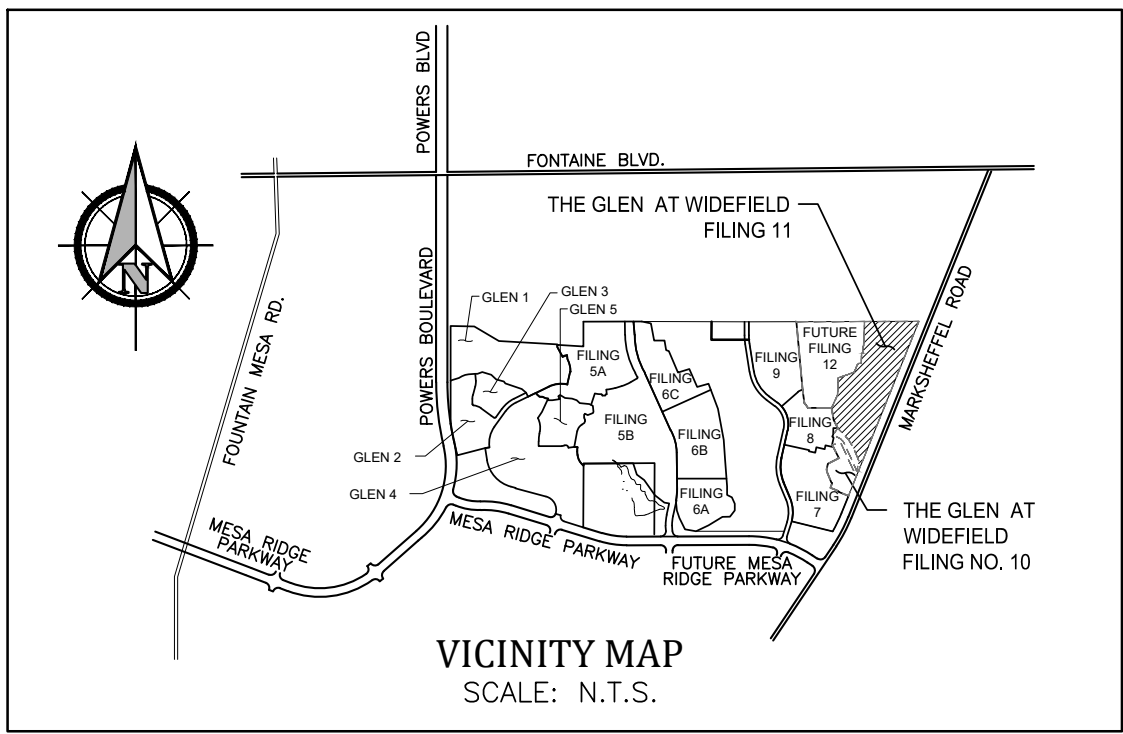 POWERS BLVD
FONTAINE BLVD.
THE GLEN AT WIDEFIELD
FILING 11
N
FOUNTAIN MESA RD.
POWERS BOULEVARD
MARKSHEFFEL ROAD
GLEN 1
GLEN 3
GLEN 5
FILING
5A
FILING
6C
FILING
9
FUTURE
FILING
12
GLEN 2
GLEN 4
FILING
5B
FILING
6B
FILING
8
FILING
6A
FILING
7
THE GLEN AT
WIDEFIELD
FILING NO. 10
MESA RIDGE
PARKWAY
MESA RIDGE PARKWAY
FUTURE MESA
RIDGE PARKWAY
VICINITY MAP
SCALE: N.T.S.